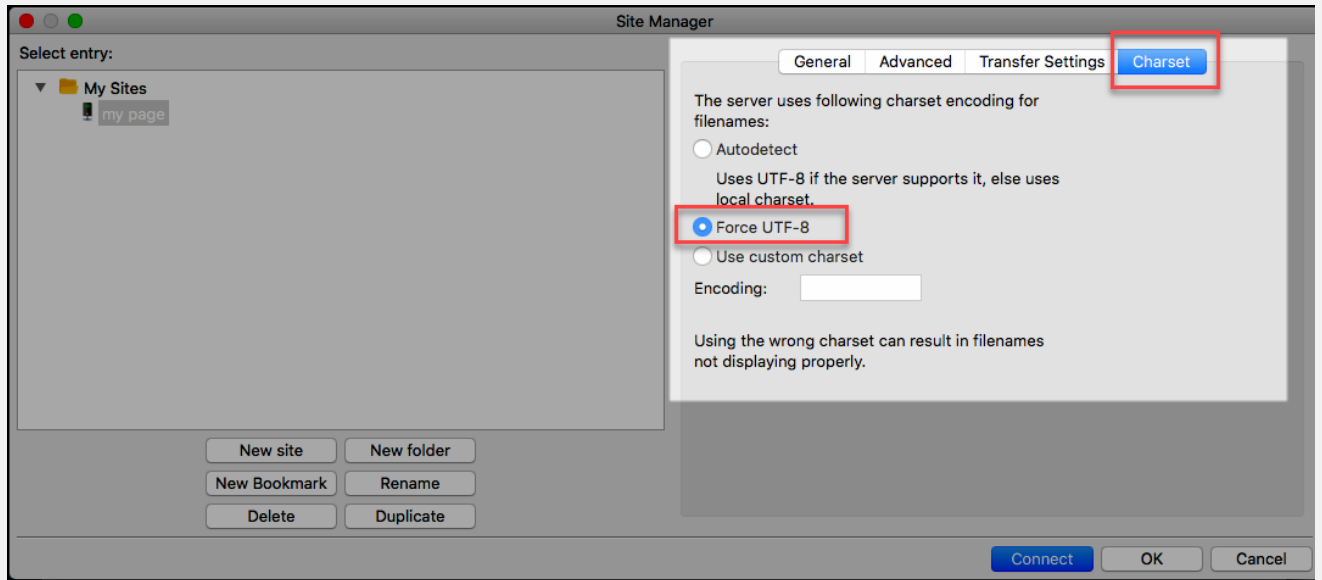 Site Manager
Select entry:
My Sites
my page
General Advanced Transfer Settings Charset
The server uses following charset encoding for
filenames:
Autodetect
Uses UTF-8 if the server supports it, else uses
local charset.
Force UTF-8
Use custom charset
Encoding:
Using the wrong charset can result in filenames
not displaying properly.
New site New folder
New Bookmark Rename
Delete Duplicate
Connect OK Cancel